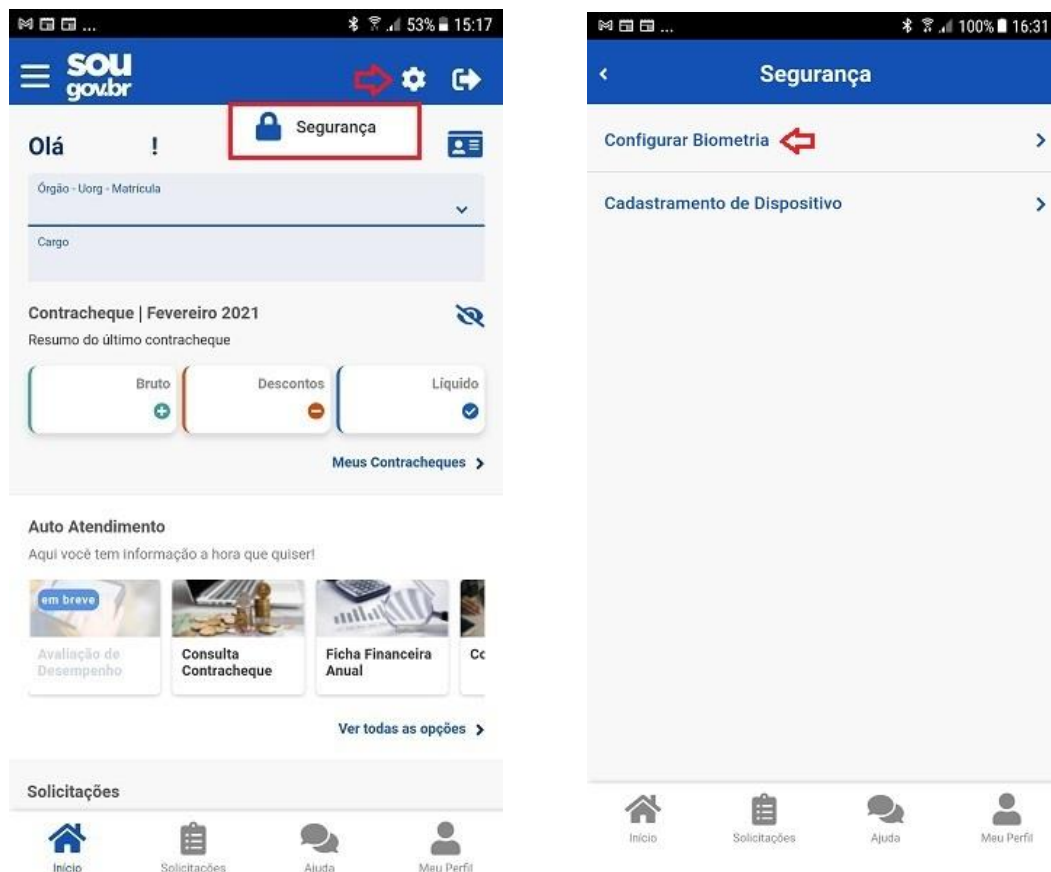 ... 53% 15:17
sou
gov.br
Segurança
Olá !
Órgão - Uorg - Matrícula
Cargo
Contracheque | Fevereiro 2021
Resumo do último contracheque
Bruto
Descontos
Líquido
Meus Contracheques
Auto Atendimento
Aqui você tem informação a hora que quiser!
em breve
Avaliação de
Desempenho
Consulta
Contracheque
Ficha Financeira
Anual
Co
Ver todas as opções
Solicitações
Início
Solicitações
Ajuda
Meu Perfil
... 100% 16:31
Segurança
Configurar Biometria
Cadastramento de Dispositivo
Início
Solicitações
Ajuda
Meu Perfil